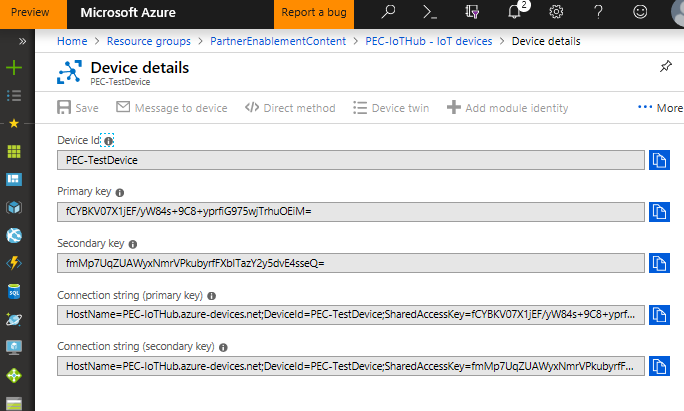 Preview Microsoft Azure Report a bug 2
Home > Resource groups > PartnerEnablementContent > PEC-IoTHub - IoT devices > Device details
Device details
PEC-TestDevice
Save Message to device Direct method Device twin Add module identity ... More
Device Id
PEC-TestDevice
Primary key
fCYBKV07X1jEF/yW84s+9C8+yprfiG975wjTrhuOEiM=
Secondary key
fmMp7UqZUAWyxNmrVPkubyrfFXblTazY2y5dvE4sseQ=
Connection string (primary key)
HostName=PEC-IoTHub.azure-devices.net;DeviceId=PEC-TestDevice;SharedAccessKey=fCYBKV07X1jEF/yW84s+9C8+yprf...
Connection string (secondary key)
HostName=PEC-IoTHub.azure-devices.net;DeviceId=PEC-TestDevice;SharedAccessKey=fmMp7UqZUAWyxNmrVPkubyrfF...
SQL